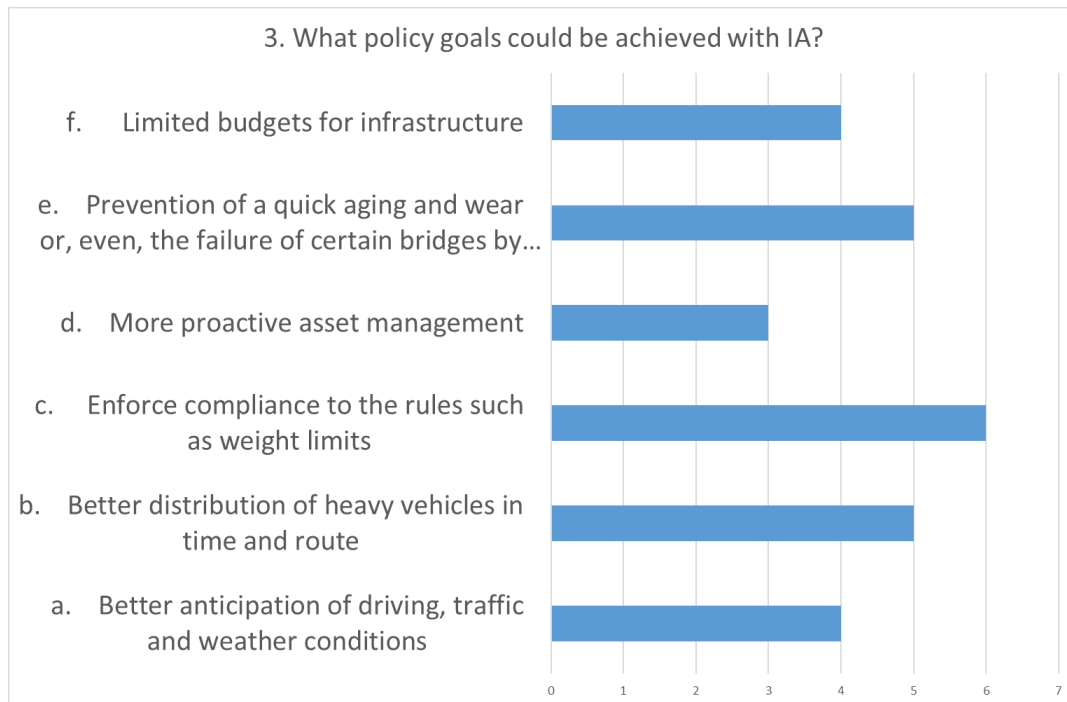 3. What policy goals could be achieved with IA?
f. Limited budgets for infrastructure
e. Prevention of a quick aging and wear
or, even, the failure of certain bridges by...
d. More proactive asset management
c. Enforce compliance to the rules such
as weight limits
b. Better distribution of heavy vehicles in
time and route
a. Better anticipation of driving, traffic
and weather conditions
0 1 2 3 4 5 6 7